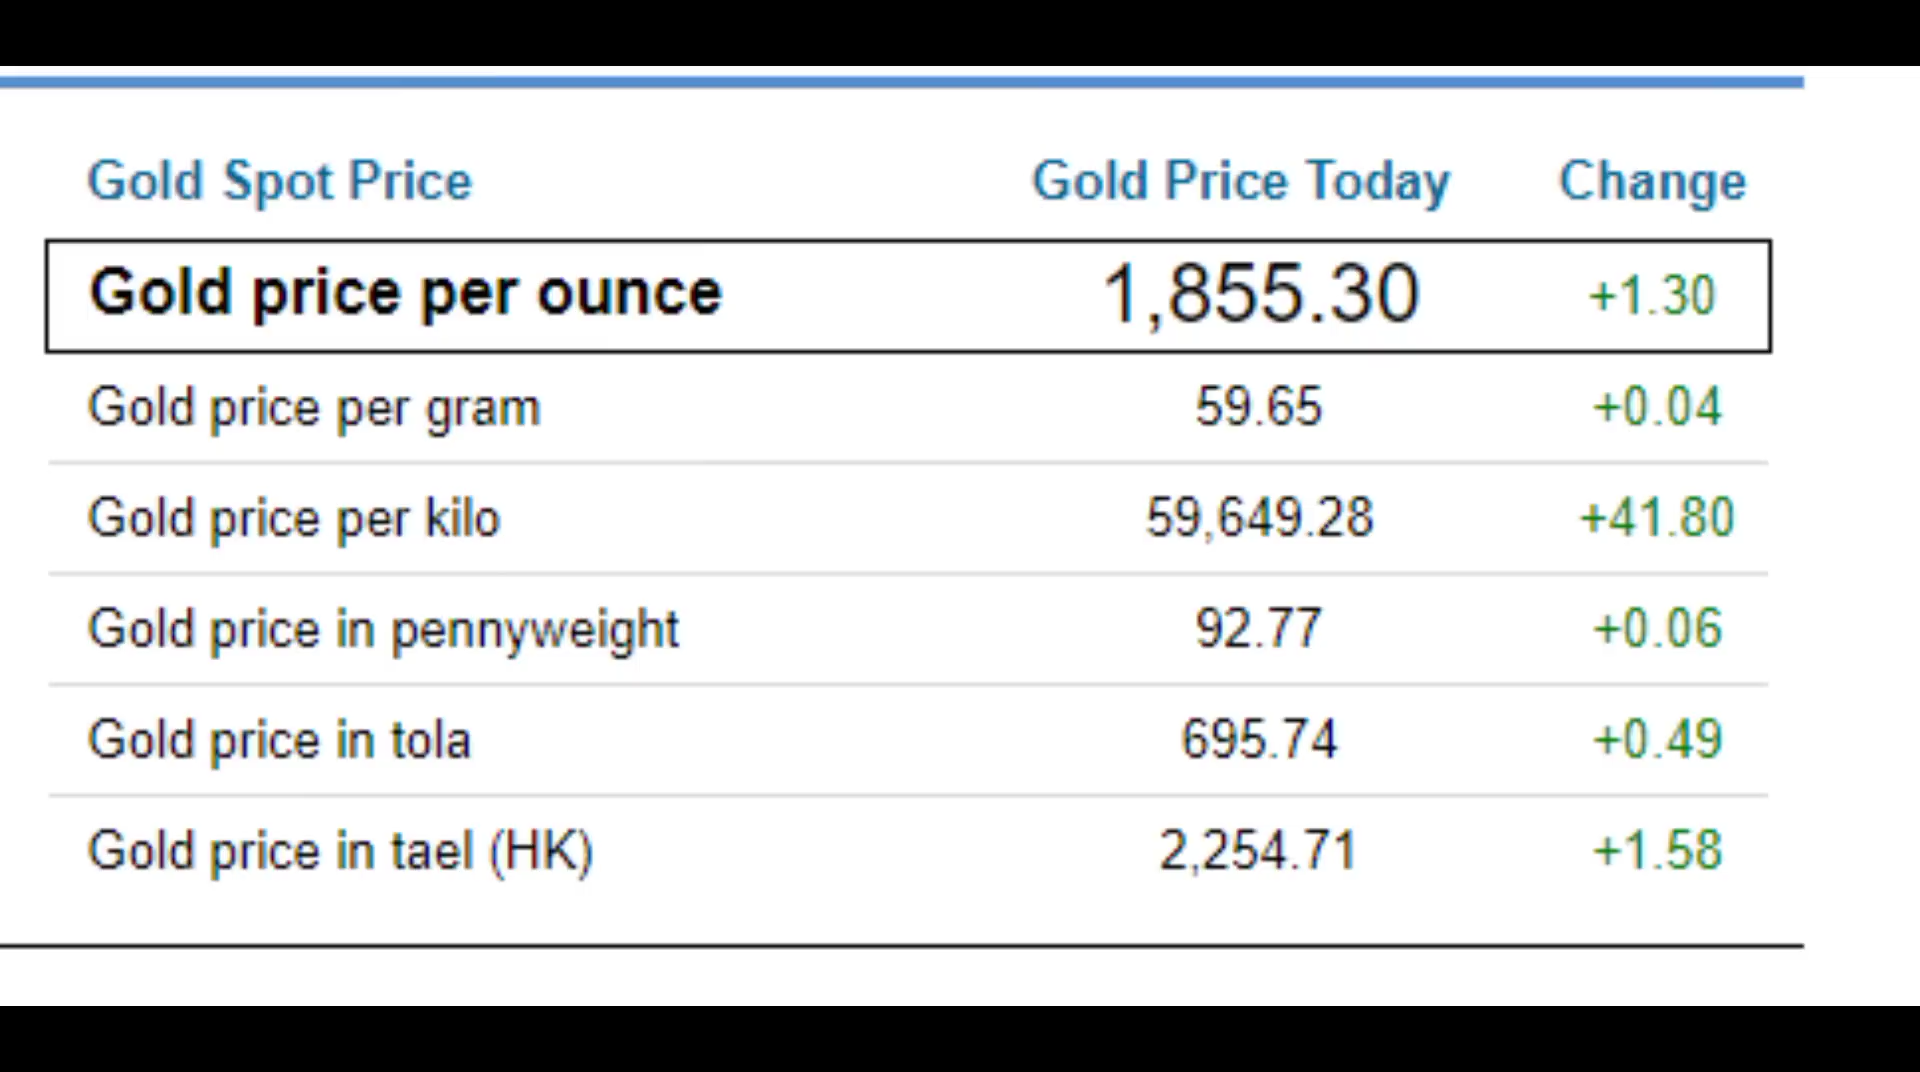 Gold Spot Price Gold Price Today Change
Gold price per ounce 1,855.30 +1.30
Gold price per gram 59.65 +0.04
Gold price per kilo 59,649.28 +41.80
Gold price in pennyweight 92.77 +0.06
Gold price in tola 695.74 +0.49
Gold price in tael (HK) 2,254.71 +1.58